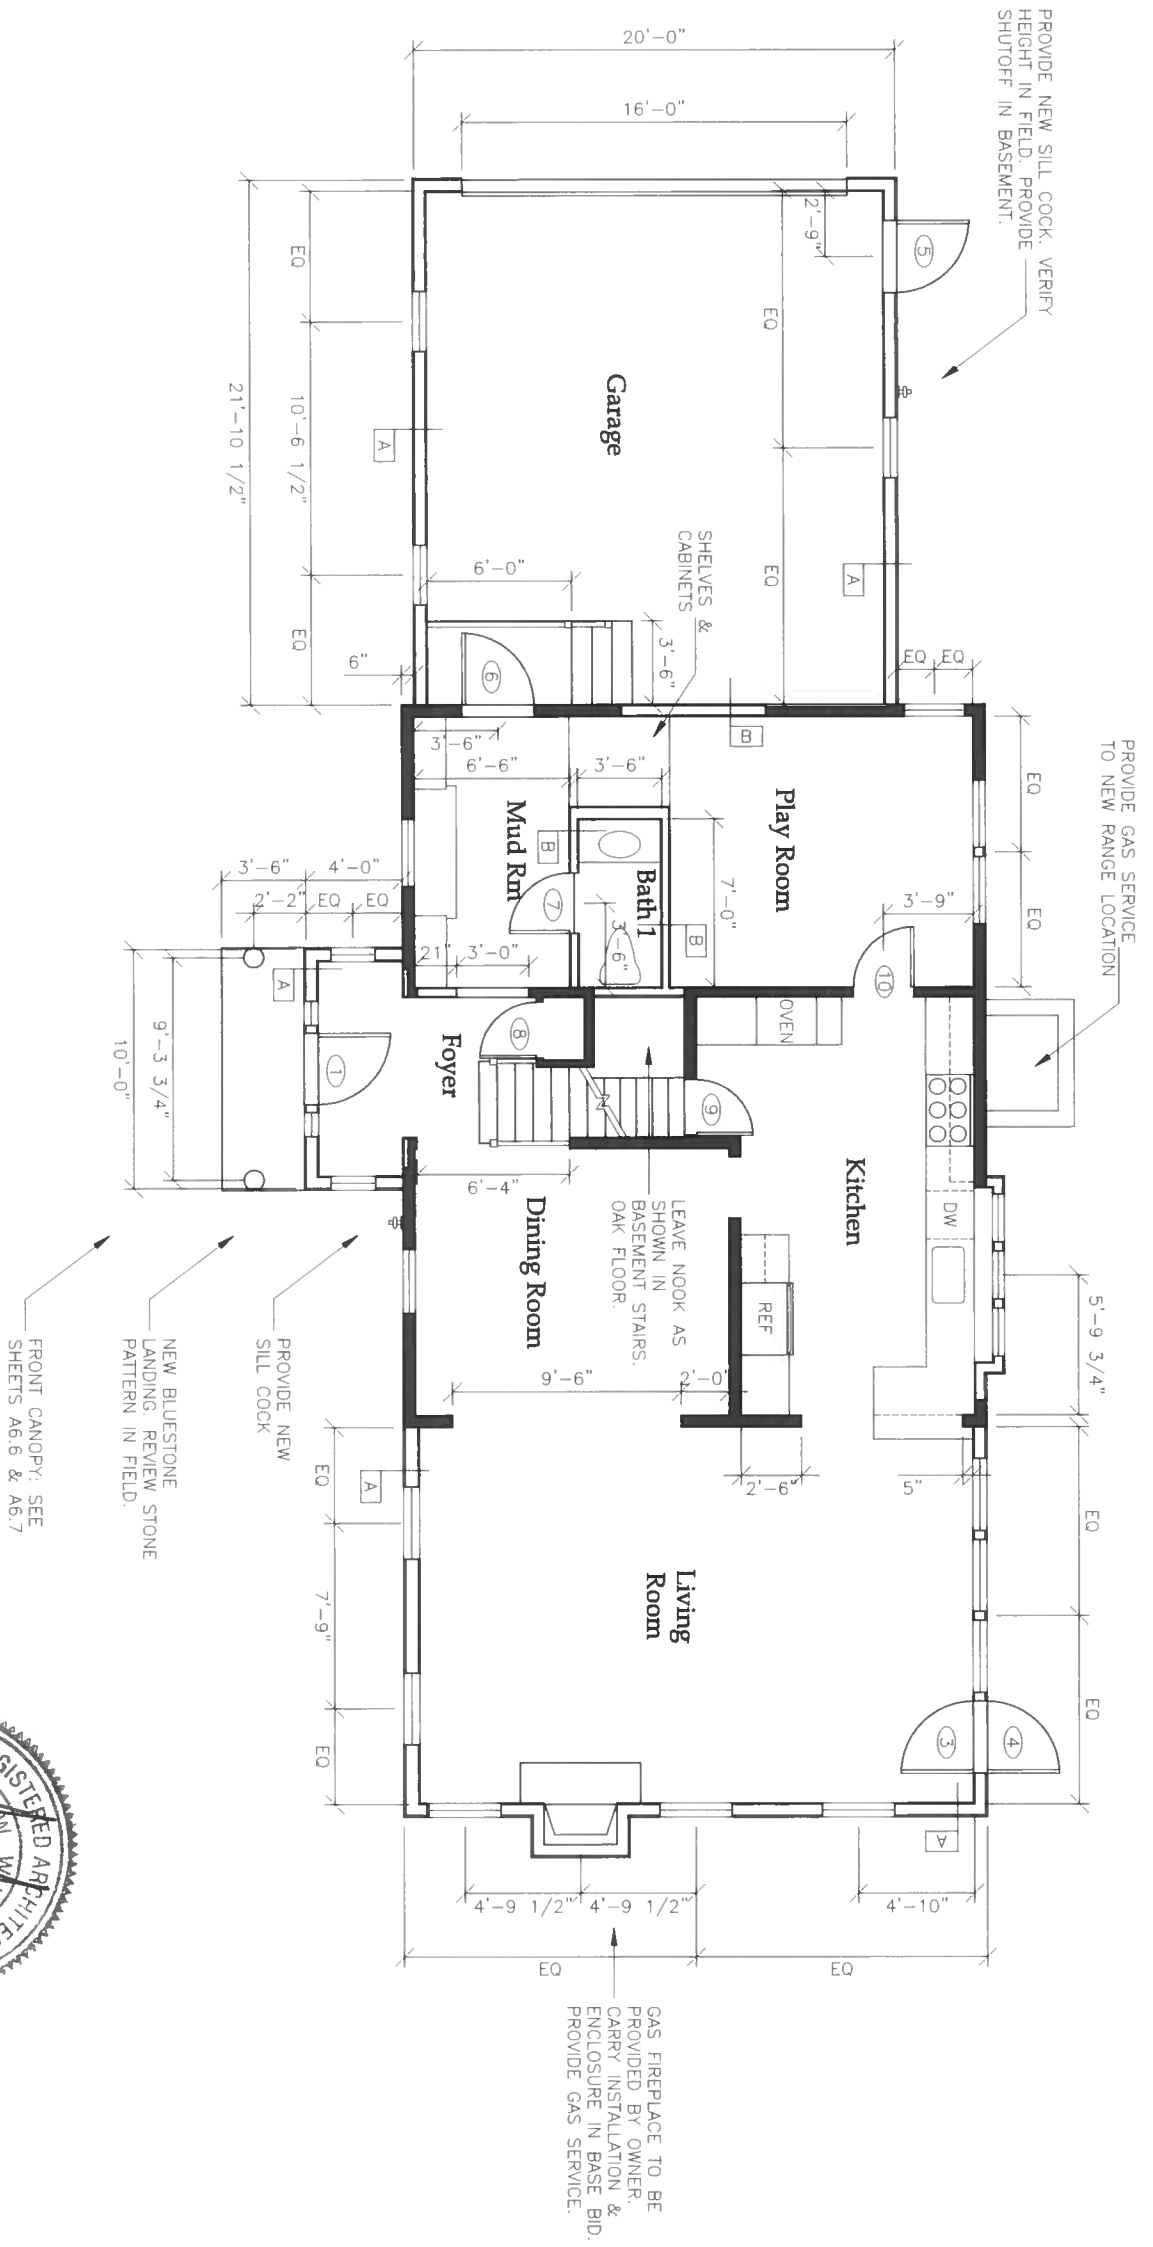 PROVIDE NEW SILL COCK. VERIFY
HEIGHT IN FIELD. PROVIDE
SHUTOFF IN BASEMENT.
PROVIDE GAS SERVICE
TO NEW RANGE LOCATION
20'-0"
16'-0"
2'-9"
5
EQ
EQ
A
Garage
SHELVES &
CABINETS
6'-0"
3'-6"
6
6"
EQ
10'-6 1/2"
EQ
A
21'-10 1/2"
EQ
EQ
EQ
EQ
3'-9"
10
Play Room
B
7'-0"
B
3'-6"
Bath 1
3'-6"
B
7
Mud Rm
3'-6"
6'-6"
21"
3'-0"
3'-6"
4'-0"
2'-2"
EQ
EQ
A
1
9'-3 3/4"
10'-0"
8
Foyer
OVEN
9
Kitchen
DW
REF
5'-9 3/4"
LEAVE NOOK AS
SHOWN IN
BASEMENT STAIRS.
OAK FLOOR.
6'-4"
Dining Room
9'-6"
2'-0"
2'-6"
5"
EQ
EQ
Living
Room
3
4
A
A
EQ
7'-9"
EQ
4'-9 1/2"
4'-9 1/2"
4'-10"
EQ
EQ
GAS FIREPLACE TO BE
PROVIDED BY OWNER.
CARRY INSTALLATION &
ENCLOSURE IN BASE BID.
PROVIDE GAS SERVICE.
PROVIDE NEW
SILL COCK
NEW BLUESTONE
LANDING. REVIEW STONE
PATTERN IN FIELD.
FRONT CANOPY: SEE
SHEETS A6.6 & A6.7
GISTERED ARCHITEC